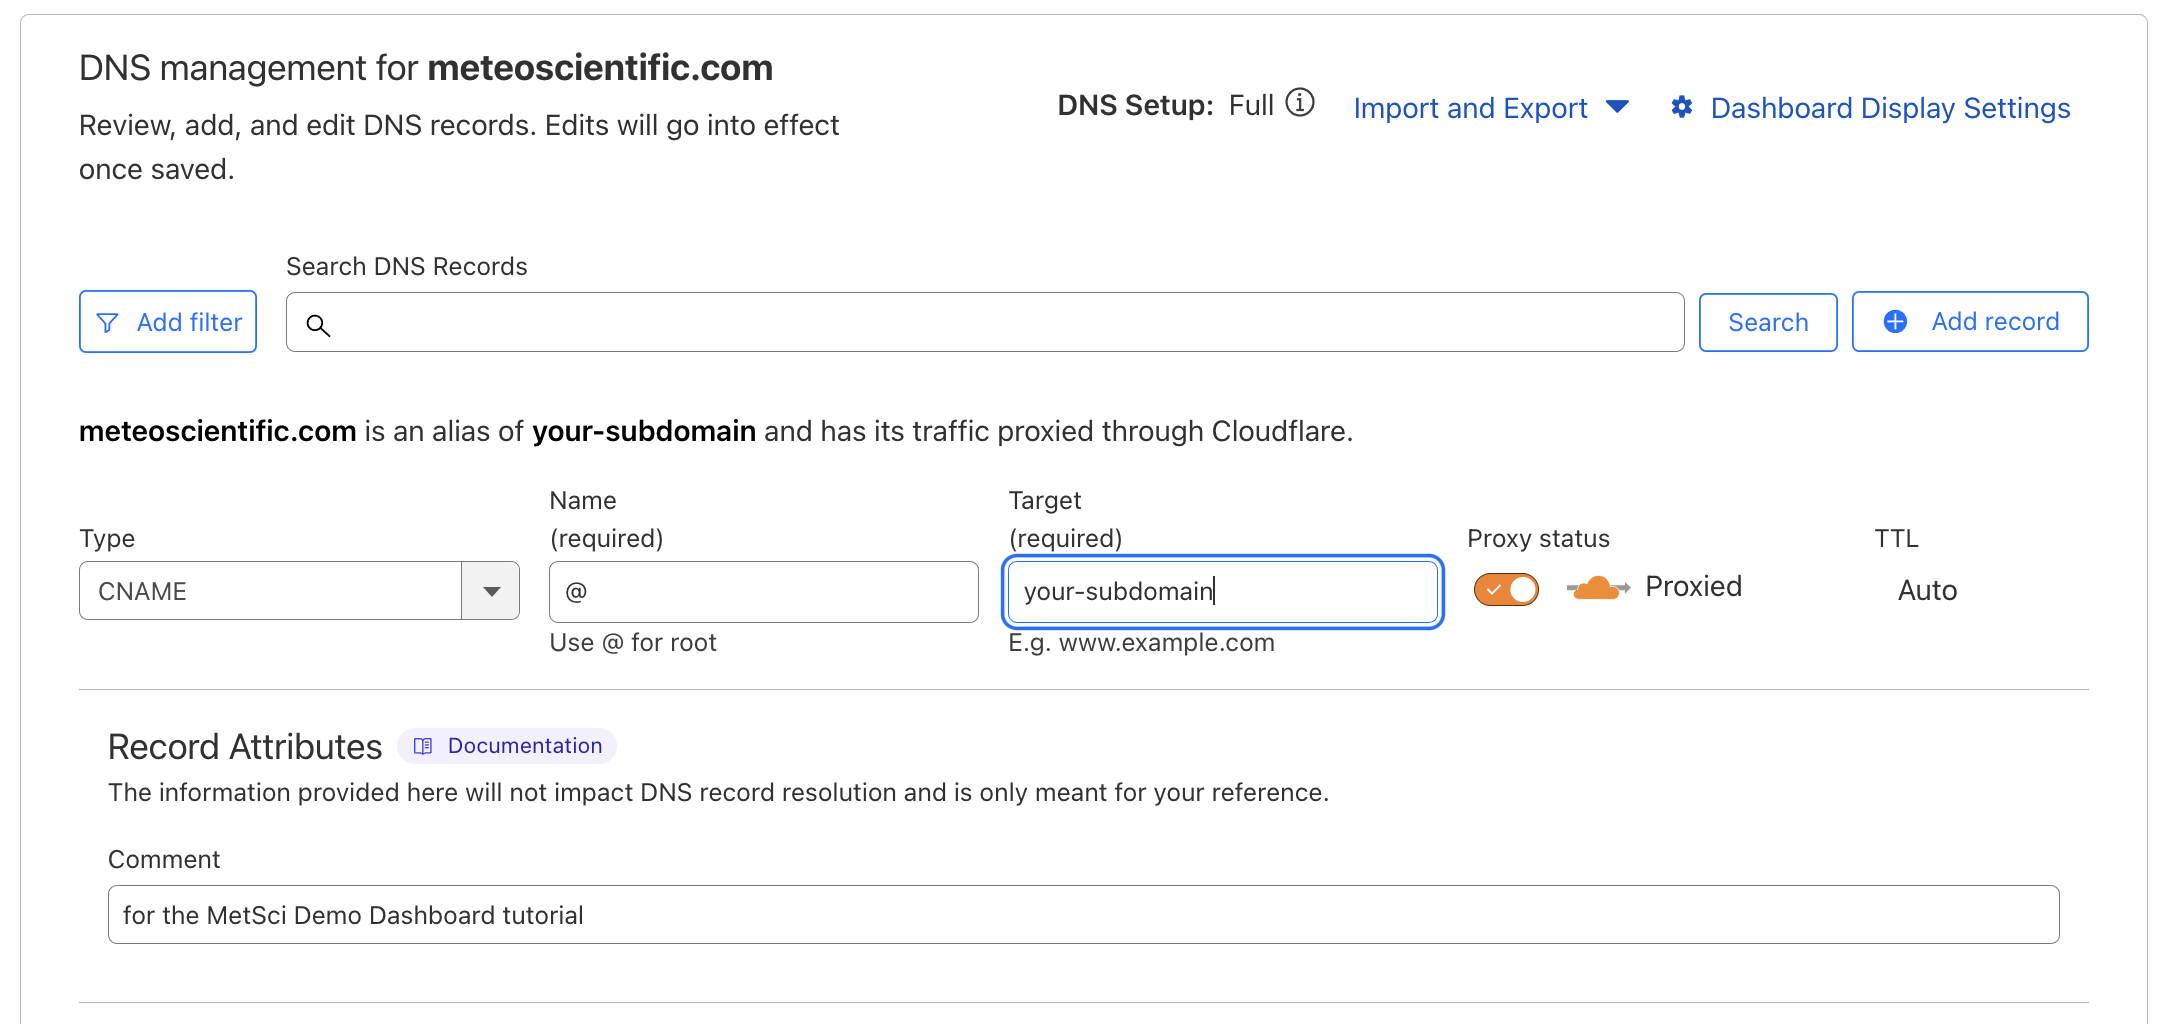 DNS management for meteoscientific.com
Review, add, and edit DNS records. Edits will go into effect
once saved.
DNS Setup: Full
Import and Export
Dashboard Display Settings
Search DNS Records
Add filter
Search
Add record
meteoscientific.com is an alias of your-subdomain and has its traffic proxied through Cloudflare.
Type
CNAME
Name
(required)
@
Use @ for root
Target
(required)
your-subdomain
E.g. www.example.com
Proxy status
Proxied
TTL
Auto
Record Attributes
Documentation
The information provided here will not impact DNS record resolution and is only meant for your reference.
Comment
for the MetSci Demo Dashboard tutorial